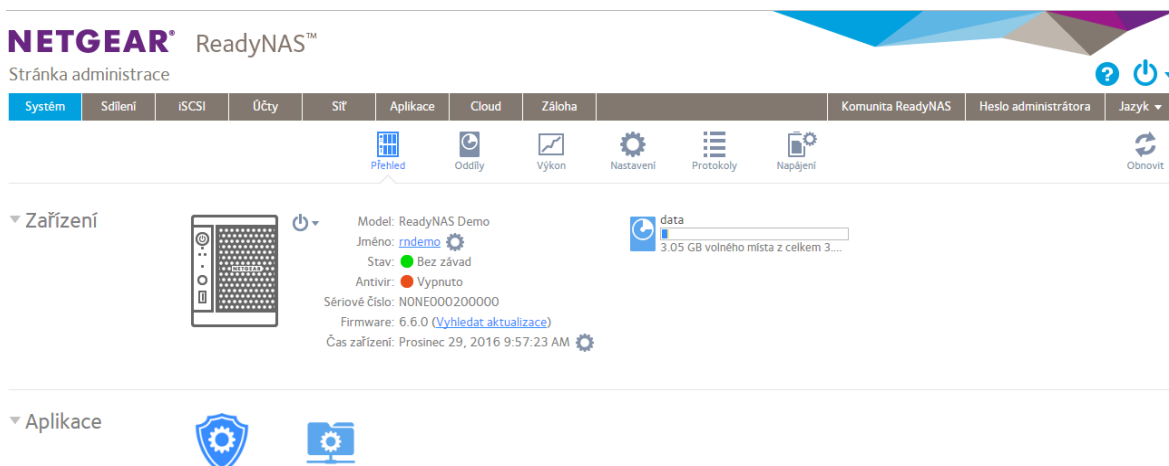 NETGEAR® ReadyNAS™
Stránka administrace
Systém Sdílení iSCSI Účty Síť Aplikace Cloud Záloha Komunita ReadyNAS Heslo administrátora Jazyk
Přehled Oddíly Výkon Nastavení Protokoly Napájení Obnovit
Zařízení
NETGEAR
Model: ReadyNAS Demo
Jméno: rndemo
Stav: Bez závad
Antivir: Vypnuto
Sériové číslo: N0NE000200000
Firmware: 6.6.0 (Vyhledat aktualizace)
Čas zařízení: Prosinec 29, 2016 9:57:23 AM
data
3.05 GB volného místa z celkem 3....
Aplikace